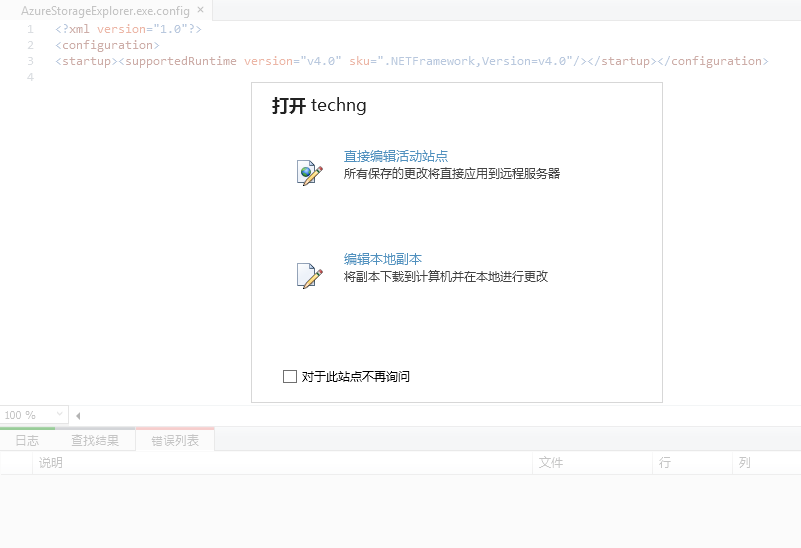 AzureStorageExplorer.exe.config ×
1 <?xml version="1.0"?>
2 <configuration>
3 <startup><supportedRuntime version="v4.0" sku=".NETFramework,Version=v4.0"/></startup></configuration>
4
打开 techng
直接编辑活动站点
所有保存的更改将直接应用到远程服务器
编辑本地副本
将副本下载到计算机并在本地进行更改
对于此站点不再询问
100 %
日志 查找结果 错误列表
说明 文件 行 列